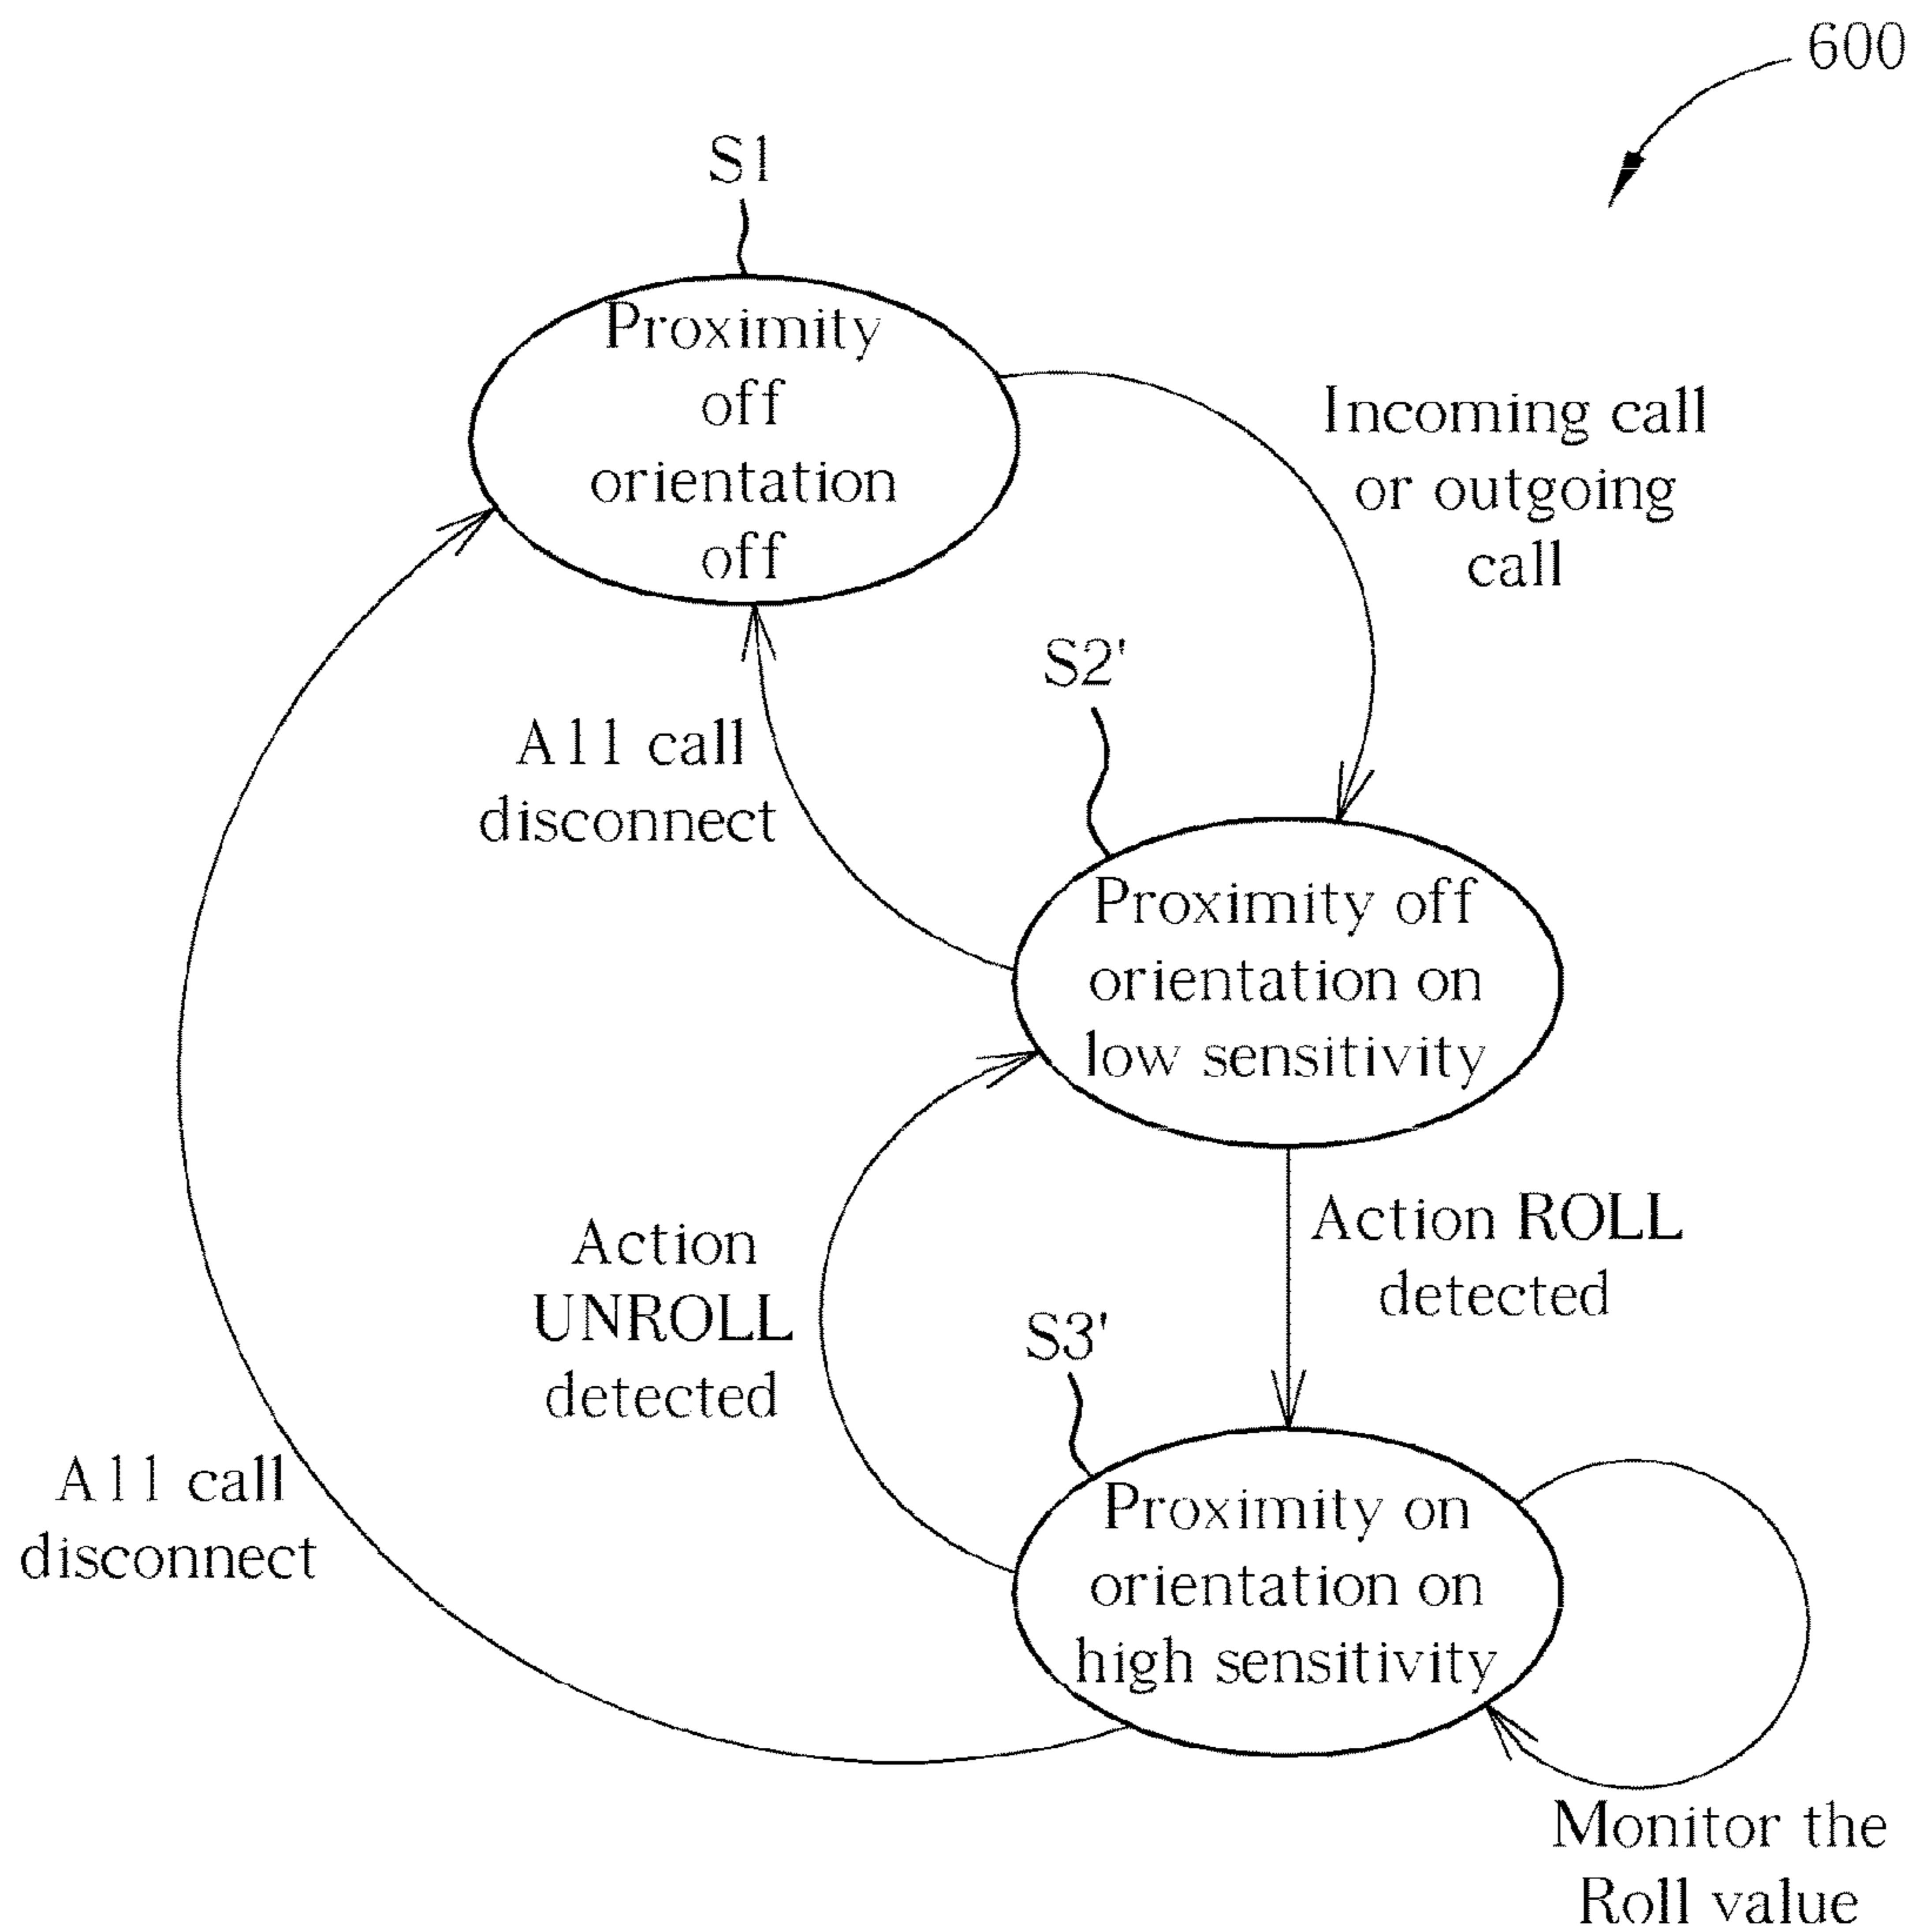 600
S1
Proximity
off
orientation
off
Incoming call
or outgoing
call
S2'
All call
disconnect
Proximity off
orientation on
low sensitivity
Action ROLL
detected
Action
UNROLL
detected
S3'
All call
disconnect
Proximity on
orientation on
high sensitivity
Monitor the
Roll value